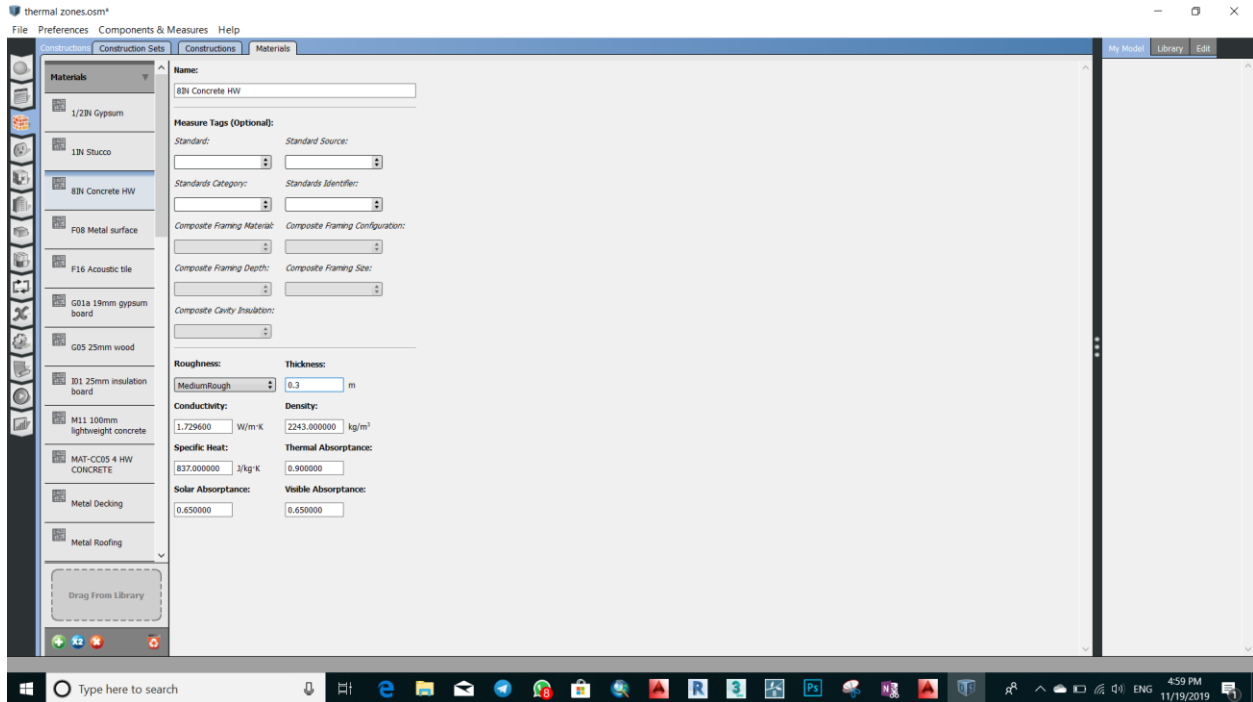 thermal zones.osm*
File Preferences Components & Measures Help
Constructions Construction Sets Constructions Materials My Model Library Edit
Materials
1/2IN Gypsum
1IN Stucco
8IN Concrete HW
F08 Metal surface
F16 Acoustic tile
G01a 19mm gypsum
board
G05 25mm wood
I01 25mm insulation
board
M11 100mm
lightweight concrete
MAT-CC05 4 HW
CONCRETE
Metal Decking
Metal Roofing
Drag From Library
x2
Name:
8IN Concrete HW
Measure Tags (Optional):
Standard: Standard Source:
Standards Category: Standards Identifier:
Composite Framing Material: Composite Framing Configuration:
Composite Framing Depth: Composite Framing Size:
Composite Cavity Insulation:
Roughness: Thickness:
MediumRough 0.3 m
Conductivity: Density:
1.729600 W/m·K 2243.000000 kg/m³
Specific Heat: Thermal Absorptance:
837.000000 J/kg·K 0.900000
Solar Absorptance: Visible Absorptance:
0.650000 0.650000
Type here to search
8
R
3
Ps
ENG
4:59 PM
11/19/2019
1